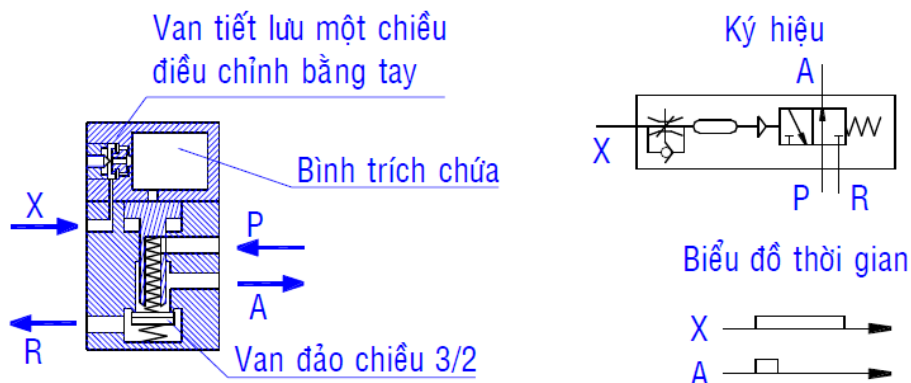 Van tiết lưu một chiều
điều chỉnh bằng tay
Bình trích chứa
X
P
A
R
Van đảo chiều 3/2
Ký hiệu
A
X
P
R
Biểu đồ thời gian
X
A